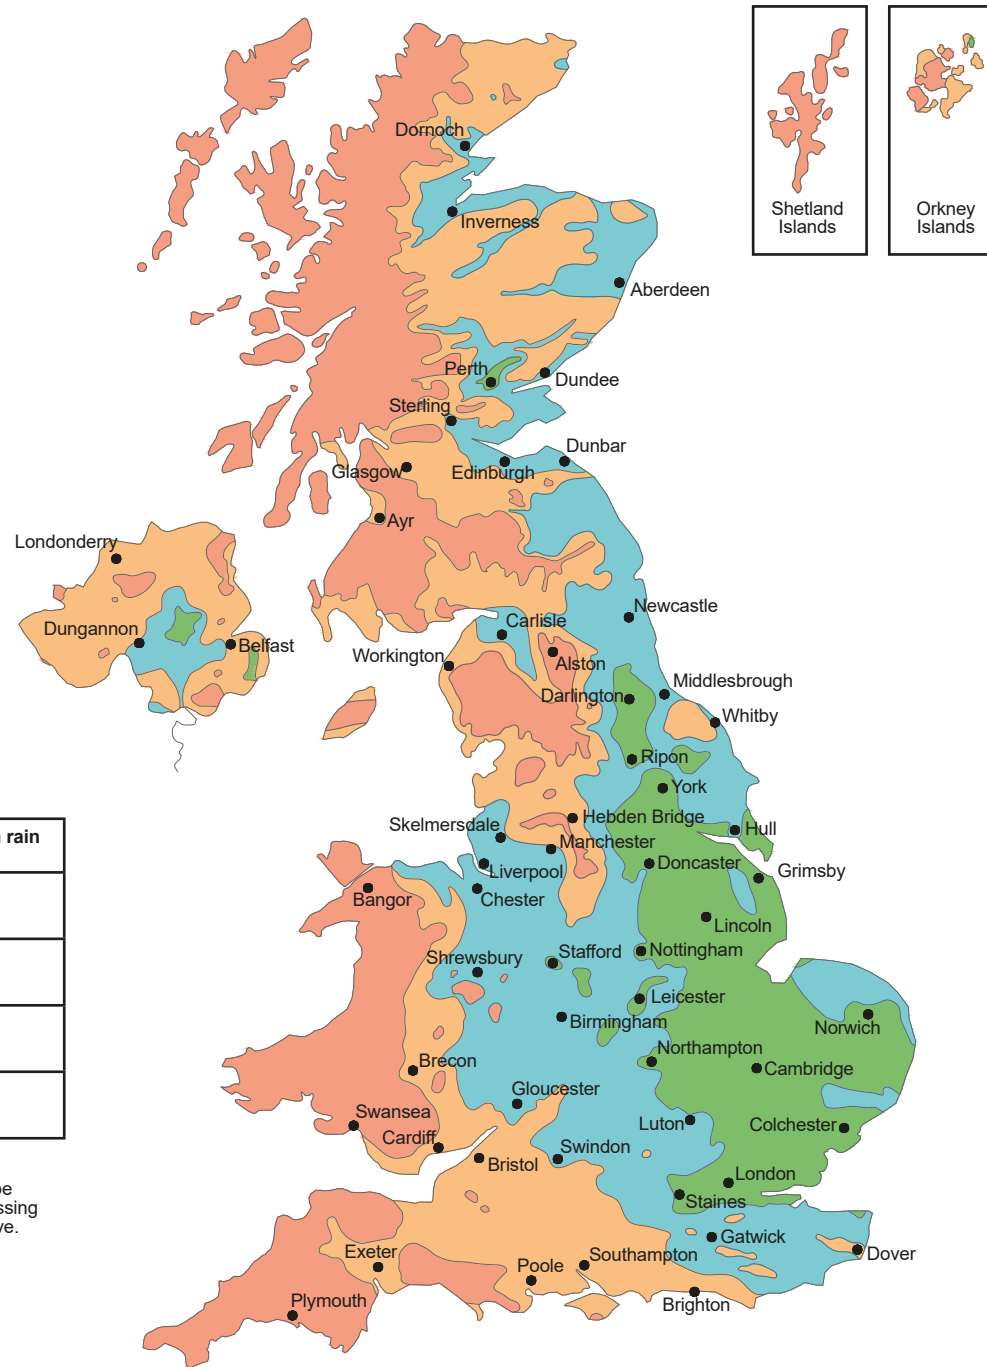 Shetland
Islands
Orkney
Islands
Dornoch
Inverness
Aberdeen
Perth
Dundee
Sterling
Dunbar
Glasgow
Edinburgh
Ayr
Londonderry
Newcastle
Carlisle
Dungannon
Belfast
Workington
Alston
Middlesbrough
Darlington
Whitby
Ripon
York
Hebden Bridge
Skelmersdale
Hull
Manchester
rain
Doncaster
Liverpool
Grimsby
Bangor
Chester
Lincoln
Nottingham
Stafford
Shrewsbury
Leicester
Birmingham
Norwich
Northampton
Brecon
Cambridge
Gloucester
Swansea
Luton
Colchester
Cardiff
Swindon
Bristol
London
Staines
Gatwick
Exeter
Southampton
Dover
Poole
Plymouth
Brighton